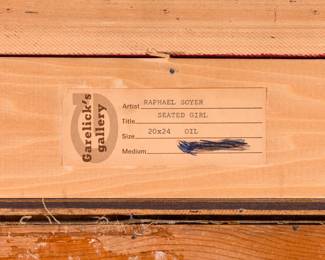 Garelick's
gallery
Artist RAPHAEL SOYER
Title SEATED GIRL
Size 20x24 OIL
Medium